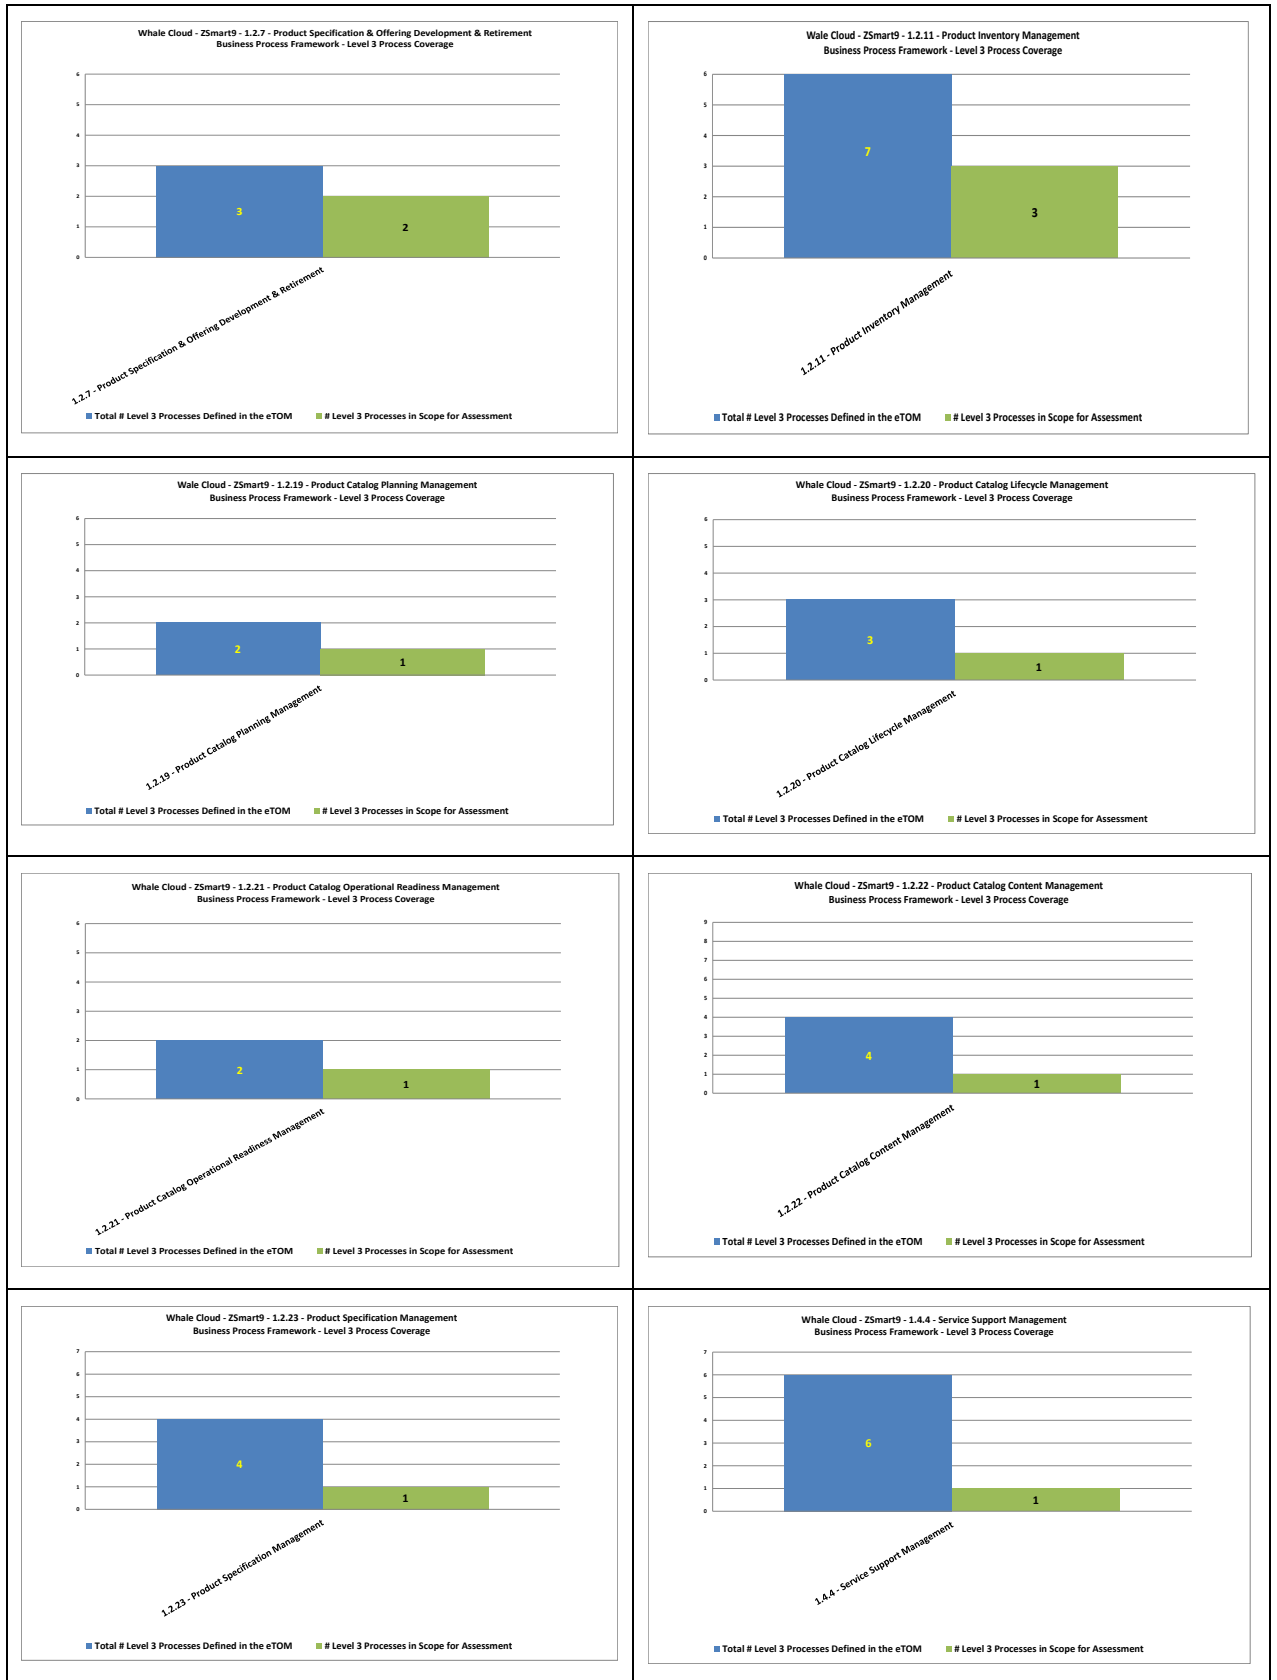 Whale Cloud - ZSmart9 - 1.2.7 - Product Specification & Offering Development & Retirement
Business Process Framework - Level 3 Process Coverage
6
5
4
3
2
1
0
3
2
1.2.7 - Product Specification & Offering Development & Retirement
Total # Level 3 Processes Defined in the eTOM
# Level 3 Processes in Scope for Assessment
Wale Cloud - ZSmart9 - 1.2.11 - Product Inventory Management
Business Process Framework - Level 3 Process Coverage
6
5
4
3
2
1
0
7
3
1.2.11 - Product Inventory Management
Total # Level 3 Processes Defined in the eTOM
# Level 3 Processes in Scope for Assessment
Wale Cloud - ZSmart9 - 1.2.19 - Product Catalog Planning Management
Business Process Framework - Level 3 Process Coverage
6
5
4
3
2
1
0
2
1
1.2.19 - Product Catalog Planning Management
Total # Level 3 Processes Defined in the eTOM
# Level 3 Processes in Scope for Assessment
Whale Cloud - ZSmart9 - 1.2.20 - Product Catalog Lifecycle Management
Business Process Framework - Level 3 Process Coverage
6
5
4
3
2
1
0
3
1
1.2.20 - Product Catalog Lifecycle Management
Total # Level 3 Processes Defined in the eTOM
# Level 3 Processes in Scope for Assessment
Whale Cloud - ZSmart9 - 1.2.21 - Product Catalog Operational Readiness Management
Business Process Framework - Level 3 Process Coverage
6
5
4
3
2
1
0
2
1
1.2.21 - Product Catalog Operational Readiness Management
Total # Level 3 Processes Defined in the eTOM
# Level 3 Processes in Scope for Assessment
Whale Cloud - ZSmart9 - 1.2.22 - Product Catalog Content Management
Business Process Framework - Level 3 Process Coverage
9
8
7
6
5
4
3
2
1
0
4
1
1.2.22 - Product Catalog Content Management
Total # Level 3 Processes Defined in the eTOM
# Level 3 Processes in Scope for Assessment
Whale Cloud - ZSmart9 - 1.2.23 - Product Specification Management
Business Process Framework - Level 3 Process Coverage
7
6
5
4
3
2
1
0
4
1
1.2.23 - Product Specification Management
Total # Level 3 Processes Defined in the eTOM
# Level 3 Processes in Scope for Assessment
Whale Cloud - ZSmart9 - 1.4.4 - Service Support Management
Business Process Framework - Level 3 Process Coverage
7
6
5
4
3
2
1
0
6
1
1.4.4 - Service Support Management
Total # Level 3 Processes Defined in the eTOM
# Level 3 Processes in Scope for Assessment